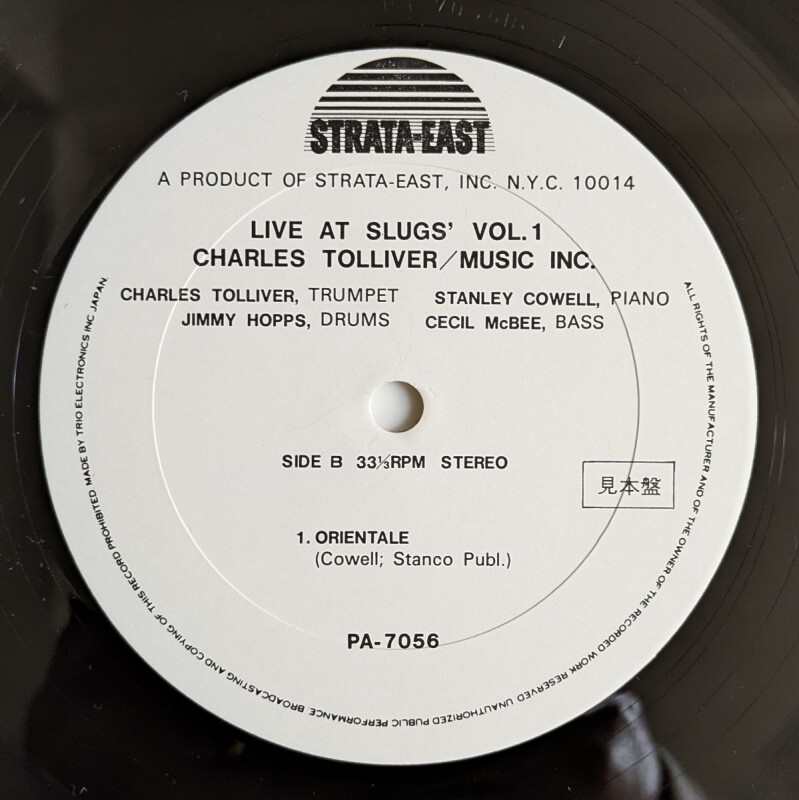 STRATA-EAST
A PRODUCT OF STRATA-EAST, INC. N.Y.C. 10014
LIVE AT SLUGS' VOL.1
CHARLES TOLLIVER/MUSIC INC.
CHARLES TOLLIVER, TRUMPET STANLEY COWELL, PIANO
JIMMY HOPPS, DRUMS CECIL McBEE, BASS
SIDE B 33⅓RPM STEREO
見本盤
1. ORIENTALE
(Cowell; Stanco Publ.)
PA-7056
ALL RIGHTS OF THE MANUFACTURER AND OF THE OWNER OF THE RECORDED WORK RESERVED UNAUTHORIZED PUBLIC PERFORMANCE BROADCASTING AND COPYING OF THIS RECORD PROHIBITED MADE BY TRIO ELECTRONICS INC JAPAN.